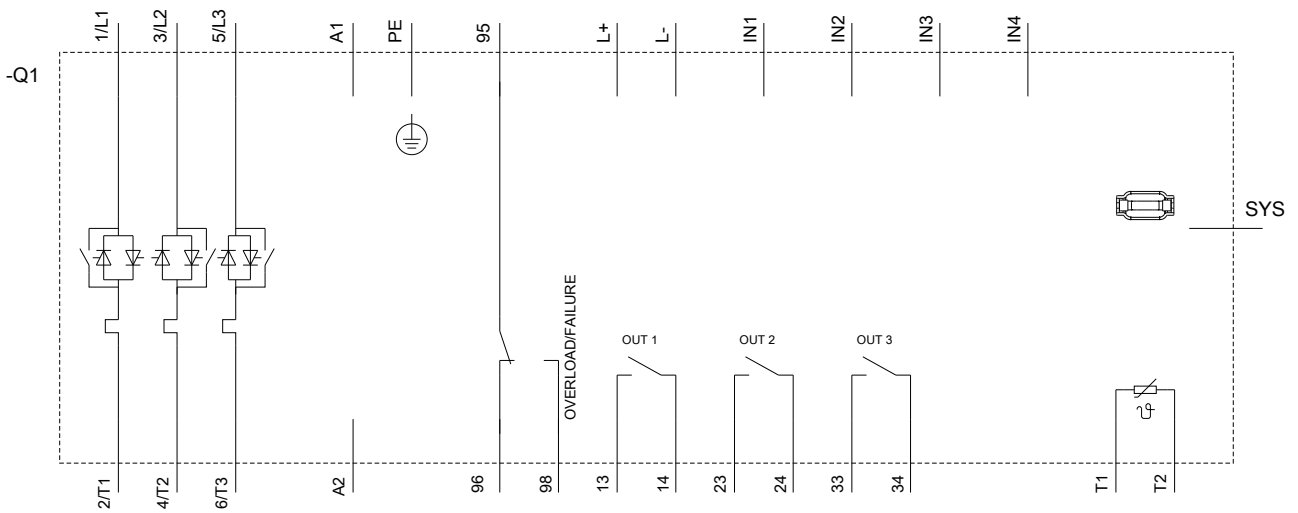 1/L1
3/L2
5/L3
A1
PE
95
L+
L-
IN1
IN2
IN3
IN4
-Q1
SYS
OVERLOAD/FAILURE
OUT 1
OUT 2
OUT 3
ϑ
2/T1
4/T2
6/T3
A2
96
98
13
14
23
24
33
34
T1
T2